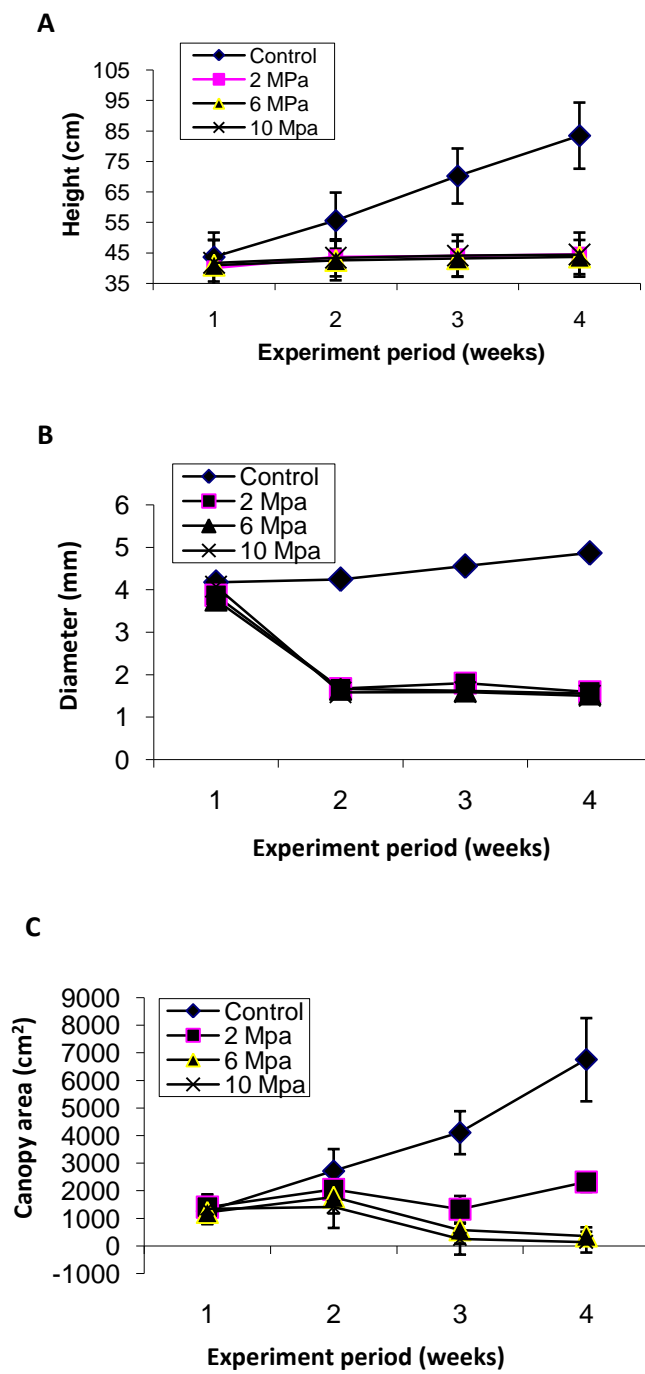 A
Control
2 MPa
6 MPa
10 Mpa
Height (cm)
105
95
85
75
65
55
45
35
1 2 3 4
Experiment period (weeks)
B
Control
2 Mpa
6 Mpa
10 Mpa
Diameter (mm)
6
5
4
3
2
1
0
1 2 3 4
Experiment period (weeks)
C
Control
2 Mpa
6 Mpa
10 Mpa
Canopy area (cm²)
9000
8000
7000
6000
5000
4000
3000
2000
1000
0
-1000
1 2 3 4
Experiment period (weeks)